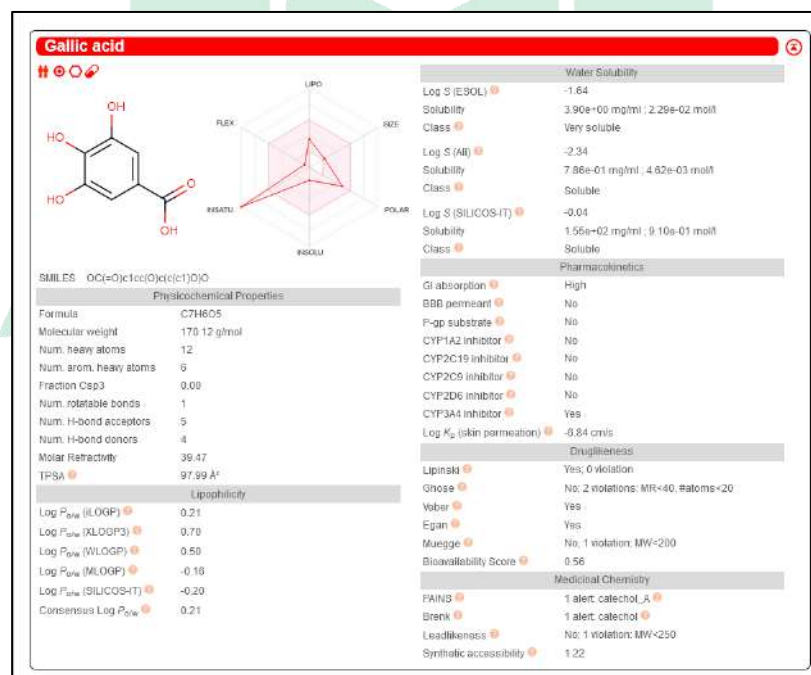 Gallic acid
OH
HO
HO
O
OH
LIPO
FLEX
SIZE
INSATU
POLAR
INSOLU
SMILES OC(=O)c1cc(O)c(c(c1)O)O
Physicochemical Properties
Formula C7H6O5
Molecular weight 170.12 g/mol
Num. heavy atoms 12
Num. arom. heavy atoms 6
Fraction Csp3 0.00
Num. rotatable bonds 1
Num. H-bond acceptors 5
Num. H-bond donors 4
Molar Refractivity 39.47
TPSA ? 97.99 Å²
Lipophilicity
Log Po/w (iLOGP) ? 0.21
Log Po/w (XLOGP3) ? 0.70
Log Po/w (WLOGP) ? 0.50
Log Po/w (MLOGP) ? -0.16
Log Po/w (SILICOS-IT) ? -0.20
Consensus Log Po/w ? 0.21
Water Solubility
Log S (ESOL) ? -1.64
Solubility 3.90e+00 mg/ml ; 2.29e-02 mol/l
Class ? Very soluble
Log S (Ali) ? -2.34
Solubility 7.86e-01 mg/ml ; 4.62e-03 mol/l
Class ? Soluble
Log S (SILICOS-IT) ? -0.04
Solubility 1.55e+02 mg/ml ; 9.10e-01 mol/l
Class ? Soluble
Pharmacokinetics
GI absorption ? High
BBB permeant ? No
P-gp substrate ? No
CYP1A2 inhibitor ? No
CYP2C19 inhibitor ? No
CYP2C9 inhibitor ? No
CYP2D6 inhibitor ? No
CYP3A4 inhibitor ? Yes
Log Kp (skin permeation) ? -6.84 cm/s
Druglikeness
Lipinski ? Yes; 0 violation
Ghose ? No; 2 violations: MR<40, #atoms<20
Veber ? Yes
Egan ? Yes
Muegge ? No; 1 violation: MW<200
Bioavailability Score ? 0.56
Medicinal Chemistry
PAINS ? 1 alert: catechol_A ?
Brenk ? 1 alert: catechol ?
Leadlikeness ? No; 1 violation: MW<250
Synthetic accessibility ? 1.22